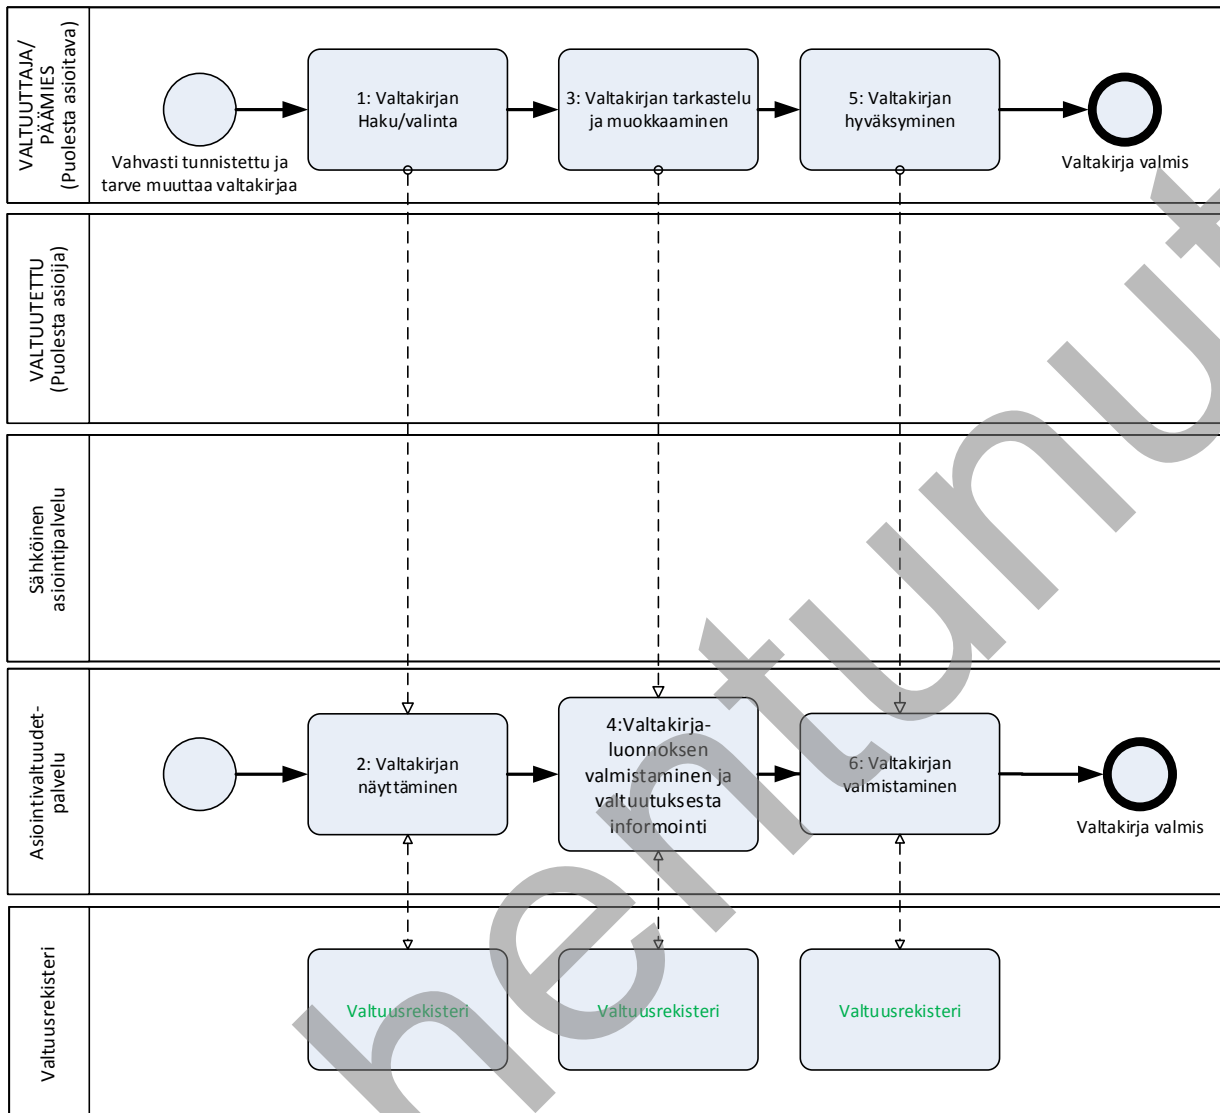 VALTUUTTAJA/
PÄÄMIES
(Puolesta asioitava)
1: Valtakirjan
Haku/valinta
3: Valtakirjan tarkastelu
ja muokkaaminen
5: Valtakirjan
hyväksyminen
Vahvasti tunnistettu ja
tarve muuttaa valtakirjaa
Valtakirja valmis
VALTUUTETTU
(Puolesta asioija)
Sähköinen
asiointipalvelu
Asiointivaltuudet-
palvelu
2: Valtakirjan
näyttäminen
4:Valtakirja-
luonnoksen
valmistaminen ja
valtuutuksesta
informointi
6: Valtakirjan
valmistaminen
Valtakirja valmis
Valtuusrekisteri
Valtuusrekisteri
Valtuusrekisteri
Valtuusrekisteri
hentunut